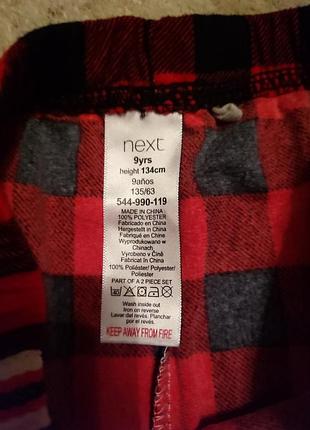 next
9yrs
height 134cm
9años
135/63
544-990-119
MADE IN CHINA
100% POLYESTER
Fabricado en China
Hergestellt in China
Fabriqué en Chine
Wyprodukowano w
Chinach
Vyrobeno v Číně
Fabricat în China
100% Poliéster/ Polyester/
Poliester
PART OF A 2 PIECE SET
Wash inside out
Iron on reverse
Lavar del revés. Planchar
por el revés.
KEEP AWAY FROM FIRE